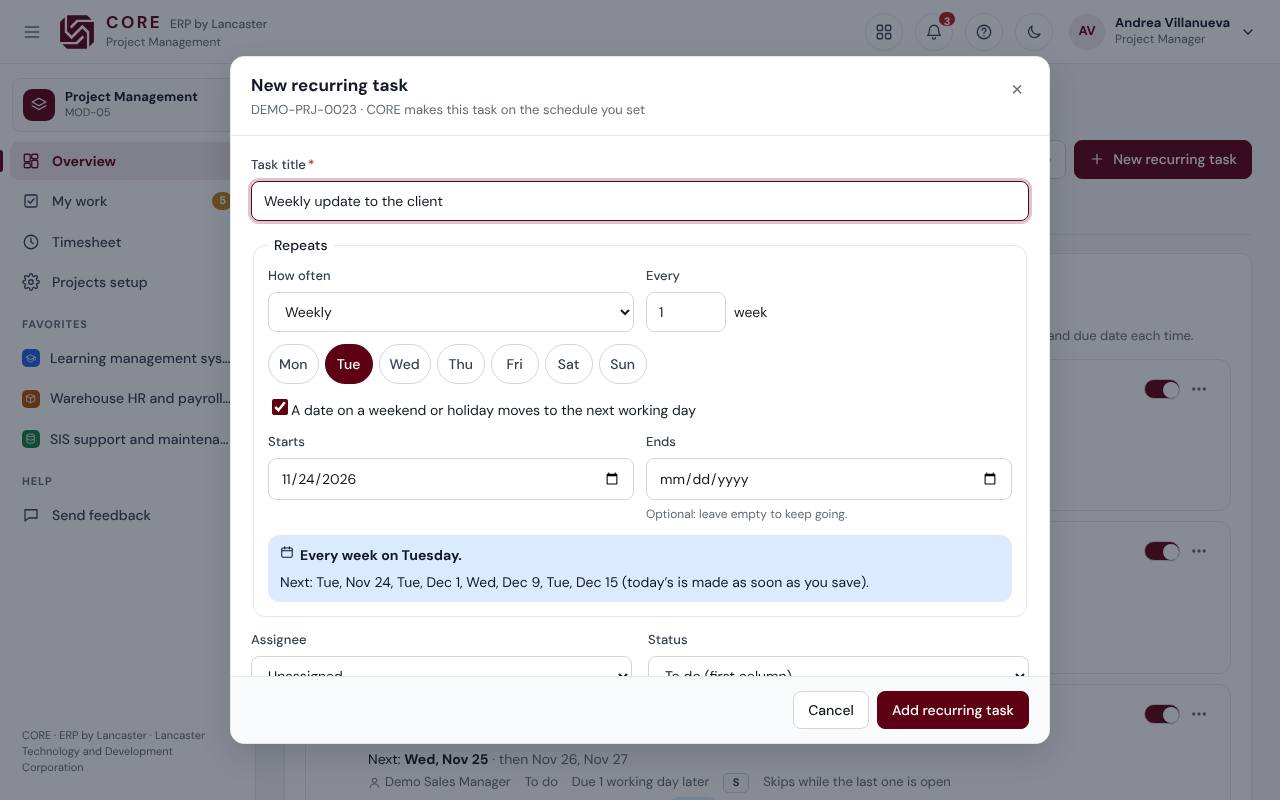 CORE ERP by Lancaster
Project Management
3
AV
Andrea Villanueva
Project Manager
Project Management
MOD-05
Overview
My work
5
Timesheet
Projects setup
FAVORITES
Learning management sys...
Warehouse HR and payroll...
SIS support and maintena...
HELP
Send feedback
CORE · ERP by Lancaster · Lancaster
Technology and Development
Corporation
New recurring task
and due date each time.
New recurring task
DEMO-PRJ-0023 · CORE makes this task on the schedule you set
Task title *
Weekly update to the client
Repeats
How often
Every
Weekly
1
week
Mon Tue Wed Thu Fri Sat Sun
A date on a weekend or holiday moves to the next working day
Starts
Ends
11/24/2026
mm/dd/yyyy
Optional: leave empty to keep going.
Every week on Tuesday.
Next: Tue, Nov 24, Tue, Dec 1, Wed, Dec 9, Tue, Dec 15 (today’s is made as soon as you save).
Assignee
Status
Unassigned
To do (first column)
Cancel
Add recurring task
Next: Wed, Nov 25 · then Nov 26, Nov 27
Demo Sales Manager To do Due 1 working day later S Skips while the last one is open